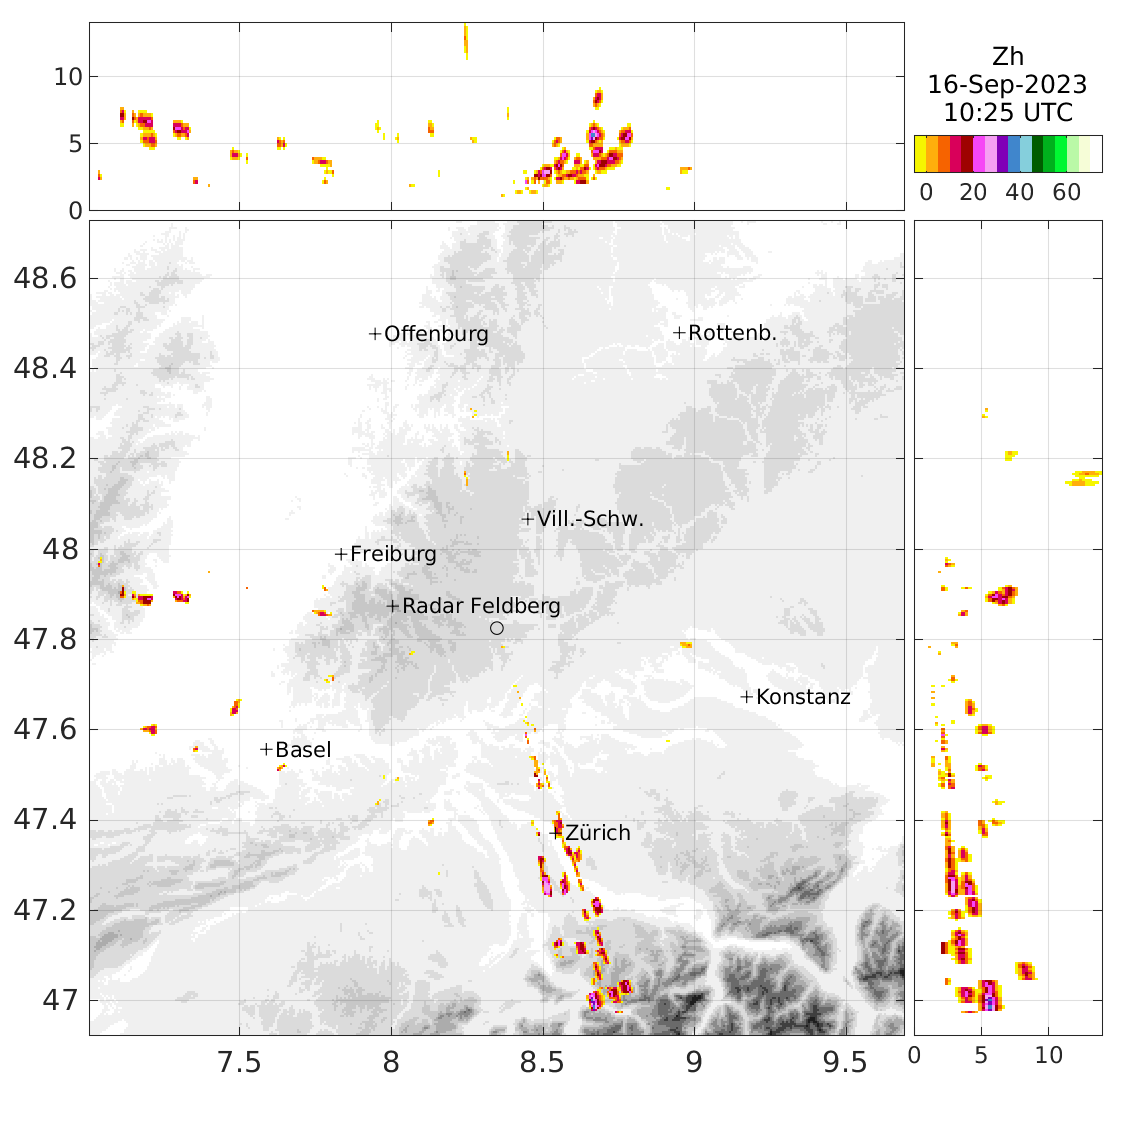 Zh
16-Sep-2023
10:25 UTC
0 20 40 60
10
5
0
48.6
48.4
48.2
48
47.8
47.6
47.4
47.2
47
Offenburg
Rottenb.
Vill.-Schw.
Freiburg
Radar Feldberg
Konstanz
Basel
Zürich
7.5 8 8.5 9 9.5
0 5 10